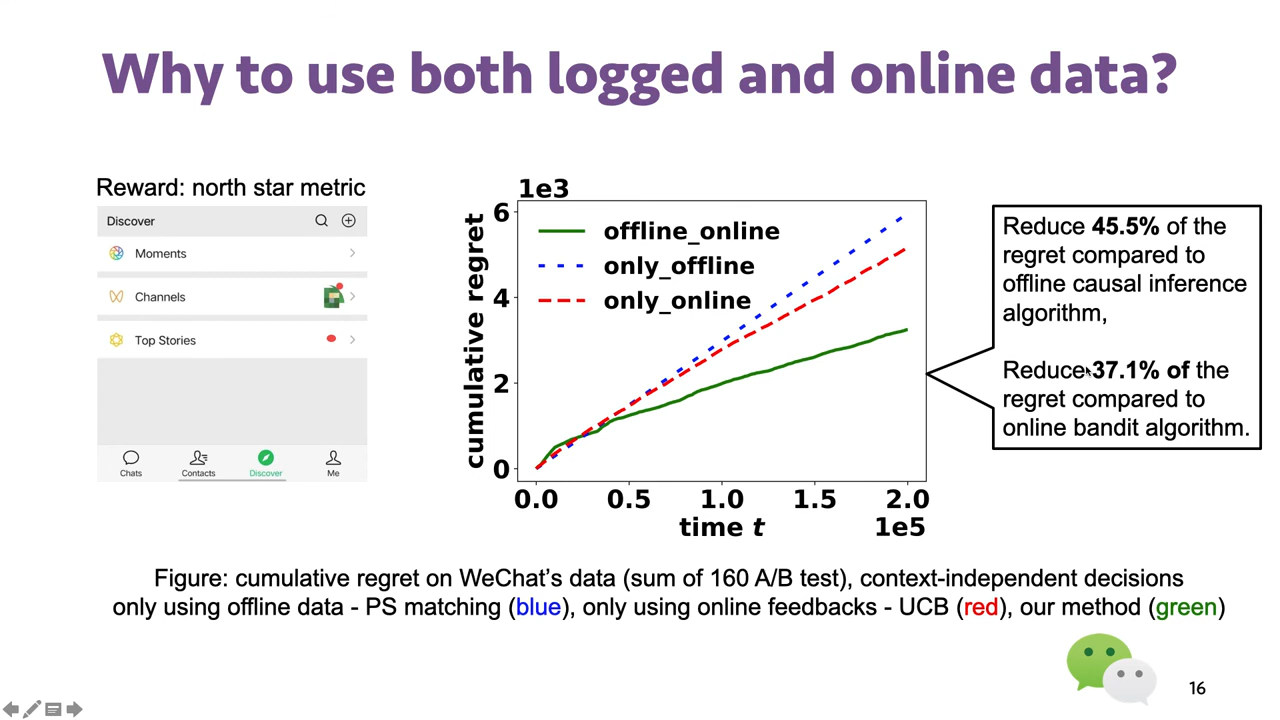 Why to use both logged and online data?
Reward: north star metric
Discover
Moments
Channels
Top Stories
Chats
Contacts
Discover
Me
1e3
6
4
2
0
cumulative regret
offline_online
only_offline
only_online
0.0 0.5 1.0 1.5 2.0
time t
1e5
Reduce 45.5% of the
regret compared to
offline causal inference
algorithm,
Reduce 37.1% of the
regret compared to
online bandit algorithm.
Figure: cumulative regret on WeChat's data (sum of 160 A/B test), context-independent decisions
only using offline data - PS matching (blue), only using online feedbacks - UCB (red), our method (green)
16